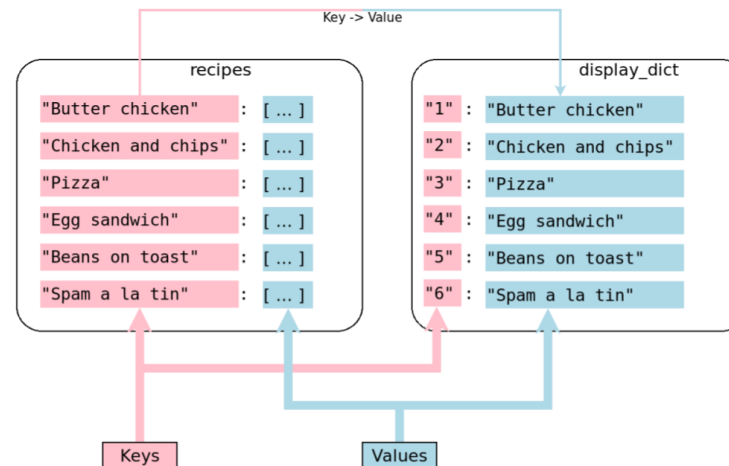 Key -> Value
recipes
display_dict
"Butter chicken" : [ ... ]
"1" : "Butter chicken"
"Chicken and chips" : [ ... ]
"2" : "Chicken and chips"
"Pizza" : [ ... ]
"3" : "Pizza"
"Egg sandwich" : [ ... ]
"4" : "Egg sandwich"
"Beans on toast" : [ ... ]
"5" : "Beans on toast"
"Spam a la tin" : [ ... ]
"6" : "Spam a la tin"
Keys
Values